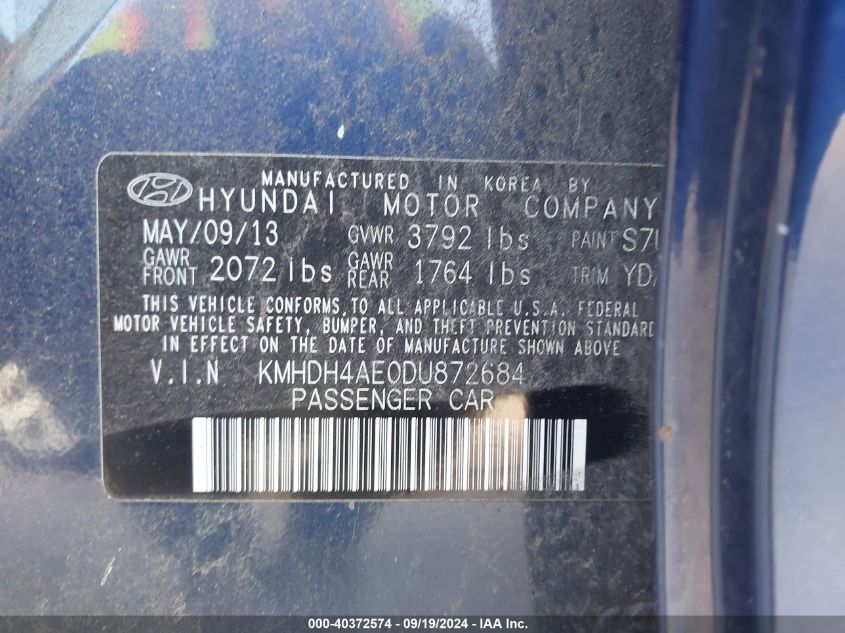 MANUFACTURED IN KOREA BY
HYUNDAI MOTOR COMPANY
MAY/09/13 GVWR 3792 lbs PAINT S7U
GAWR FRONT 2072 lbs GAWR REAR 1764 lbs TRIM YDA
THIS VEHICLE CONFORMS TO ALL APPLICABLE U.S.A. FEDERAL
MOTOR VEHICLE SAFETY, BUMPER, AND THEFT PREVENTION STANDARD
IN EFFECT ON THE DATE OF MANUFACTURE SHOWN ABOVE
V.I.N KMHDH4AE0DU872684
PASSENGER CAR
000-40372574 - 09/19/2024 - IAA Inc.